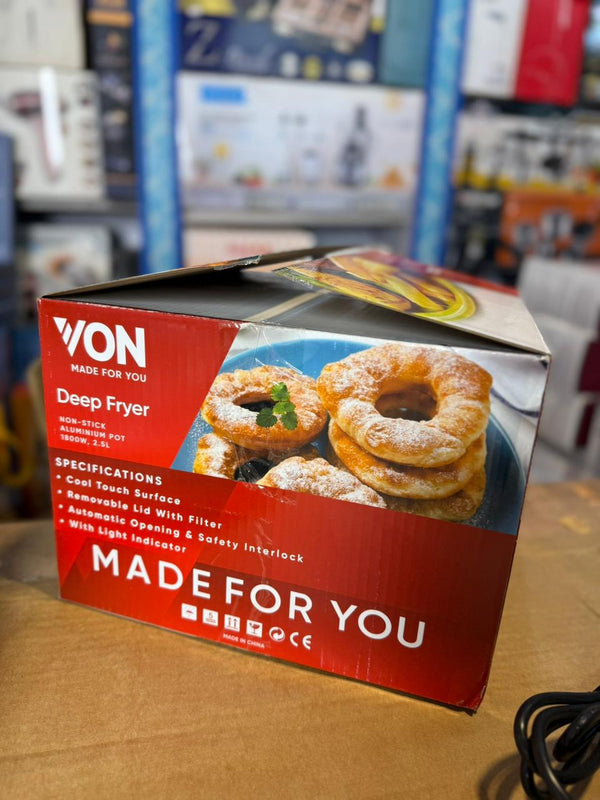 VON
MADE FOR YOU
Deep Fryer
NON-STICK
ALUMINIUM POT
1800W, 2.5L
SPECIFICATIONS
• Cool Touch Surface
• Removable Lid With Filter
• Automatic Opening & Safety Interlock
• With Light Indicator
MADE FOR YOU
MADE IN CHINA
CE